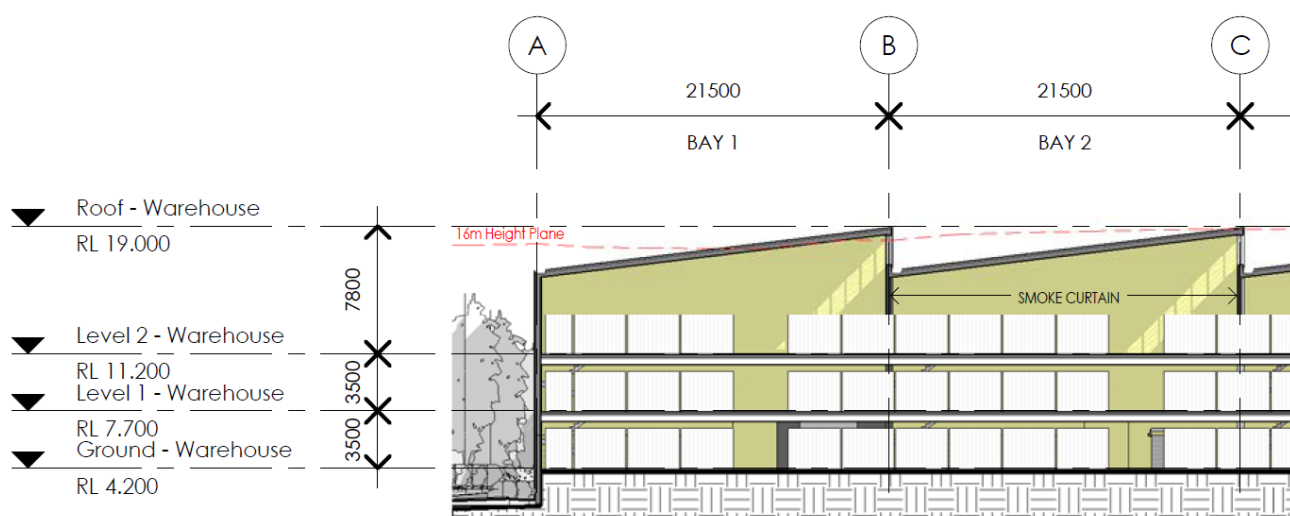 A
B
C
21500
21500
BAY 1
BAY 2
Roof - Warehouse
RL 19.000
16m Height Plane
7800
SMOKE CURTAIN
Level 2 - Warehouse
RL 11.200
3500
Level 1 - Warehouse
RL 7.700
3500
Ground - Warehouse
RL 4.200